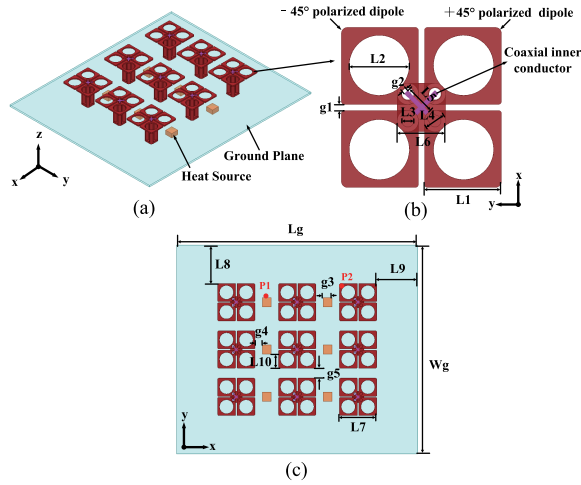 − 45° polarized dipole
+45° polarized dipole
L2
Coaxial inner
conductor
g2
L5
g1
L3
L4
L6
L1
x
y
(b)
z
x
y
Ground Plane
Heat Source
(a)
Lg
L8
L9
P1
P2
g3
g4
L10
g5
Wg
L7
y
x
(c)